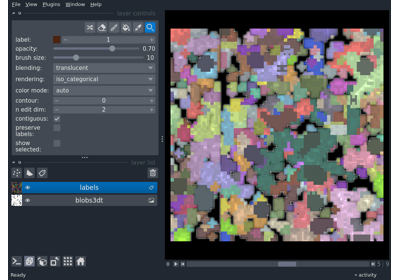 File View Plugins Window Help
layer controls
label: 1
opacity: 0.70
brush size: 10
blending: translucent
rendering: iso_categorical
color mode: auto
contour: 0
n edit dim: 2
contiguous:
preserve
labels:
show
selected:
layer list
labels
blobs3dt
Ready
activity